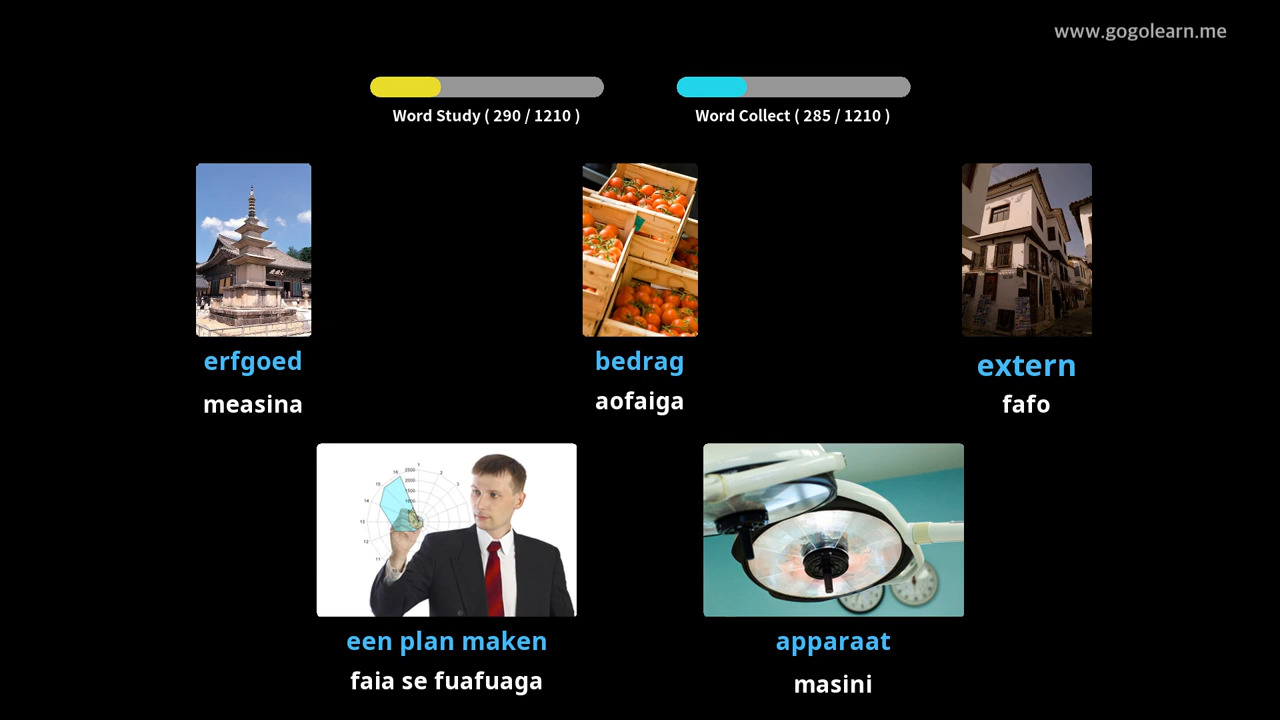 www.gogolearn.me
Word Study ( 290 / 1210 )
Word Collect ( 285 / 1210 )
erfgoed
measina
bedrag
aofaiga
extern
fafo
een plan maken
faia se fuafuaga
apparaat
masini